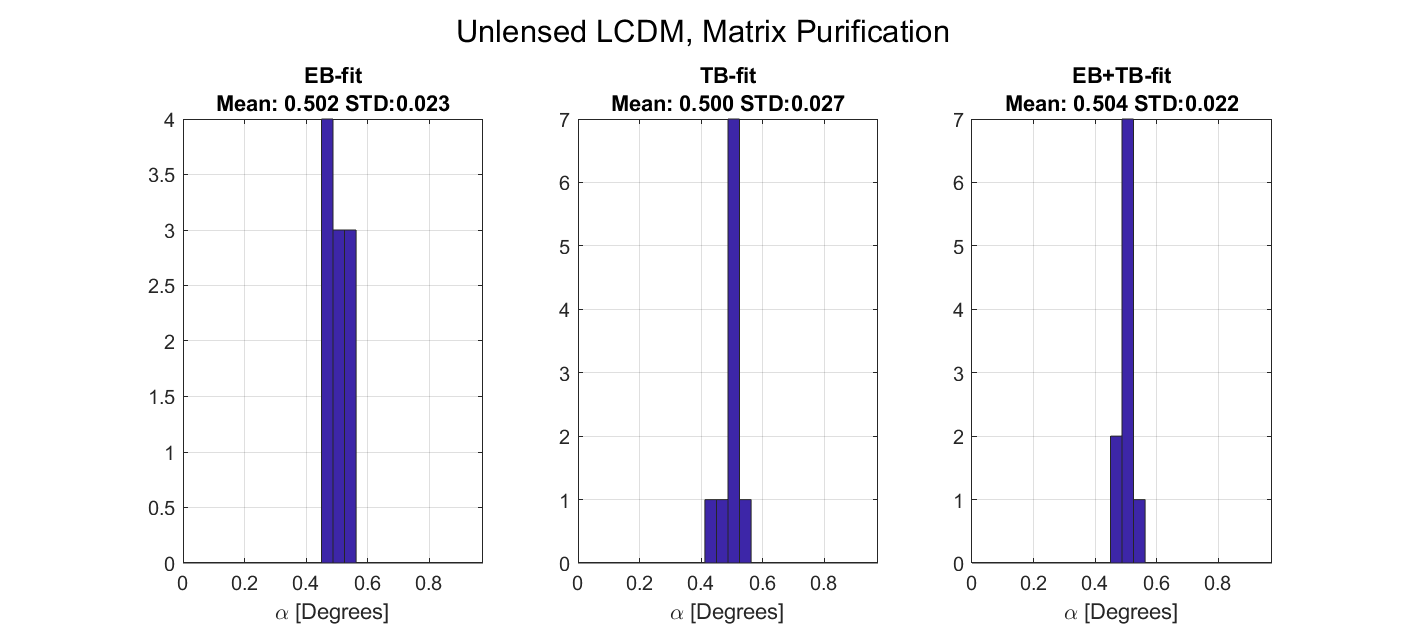 Unlensed LCDM, Matrix Purification
EB-fit
Mean: 0.502 STD:0.023
4
3.5
3
2.5
2
1.5
1
0.5
0
0 0.2 0.4 0.6 0.8
α [Degrees]
TB-fit
Mean: 0.500 STD:0.027
7
6
5
4
3
2
1
0
0 0.2 0.4 0.6 0.8
α [Degrees]
EB+TB-fit
Mean: 0.504 STD:0.022
7
6
5
4
3
2
1
0
0 0.2 0.4 0.6 0.8
α [Degrees]